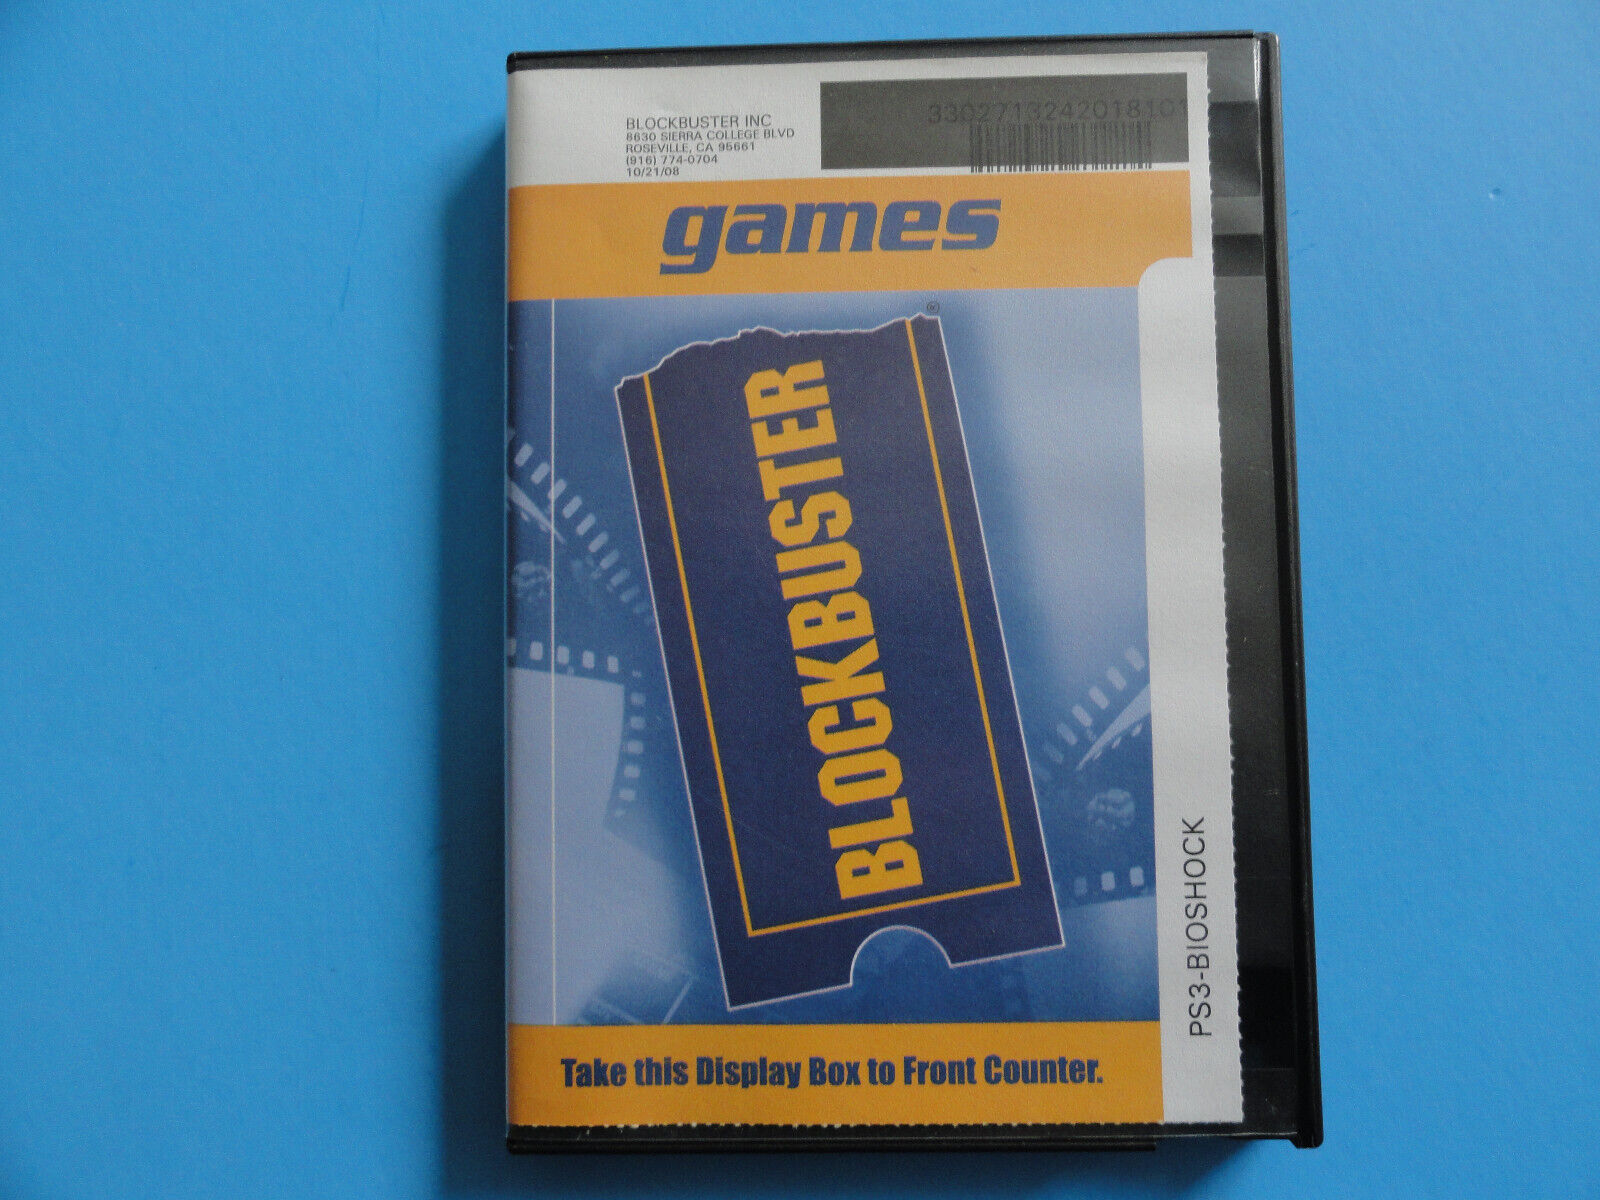 BLOCKBUSTER INC
8630 SIERRA COLLEGE BLVD
ROSEVILLE, CA 95661
(916) 774-0704
10/21/08
games
®
BLOCKBUSTER
PS3-BIOSHOCK
Take this Display Box to Front Counter.